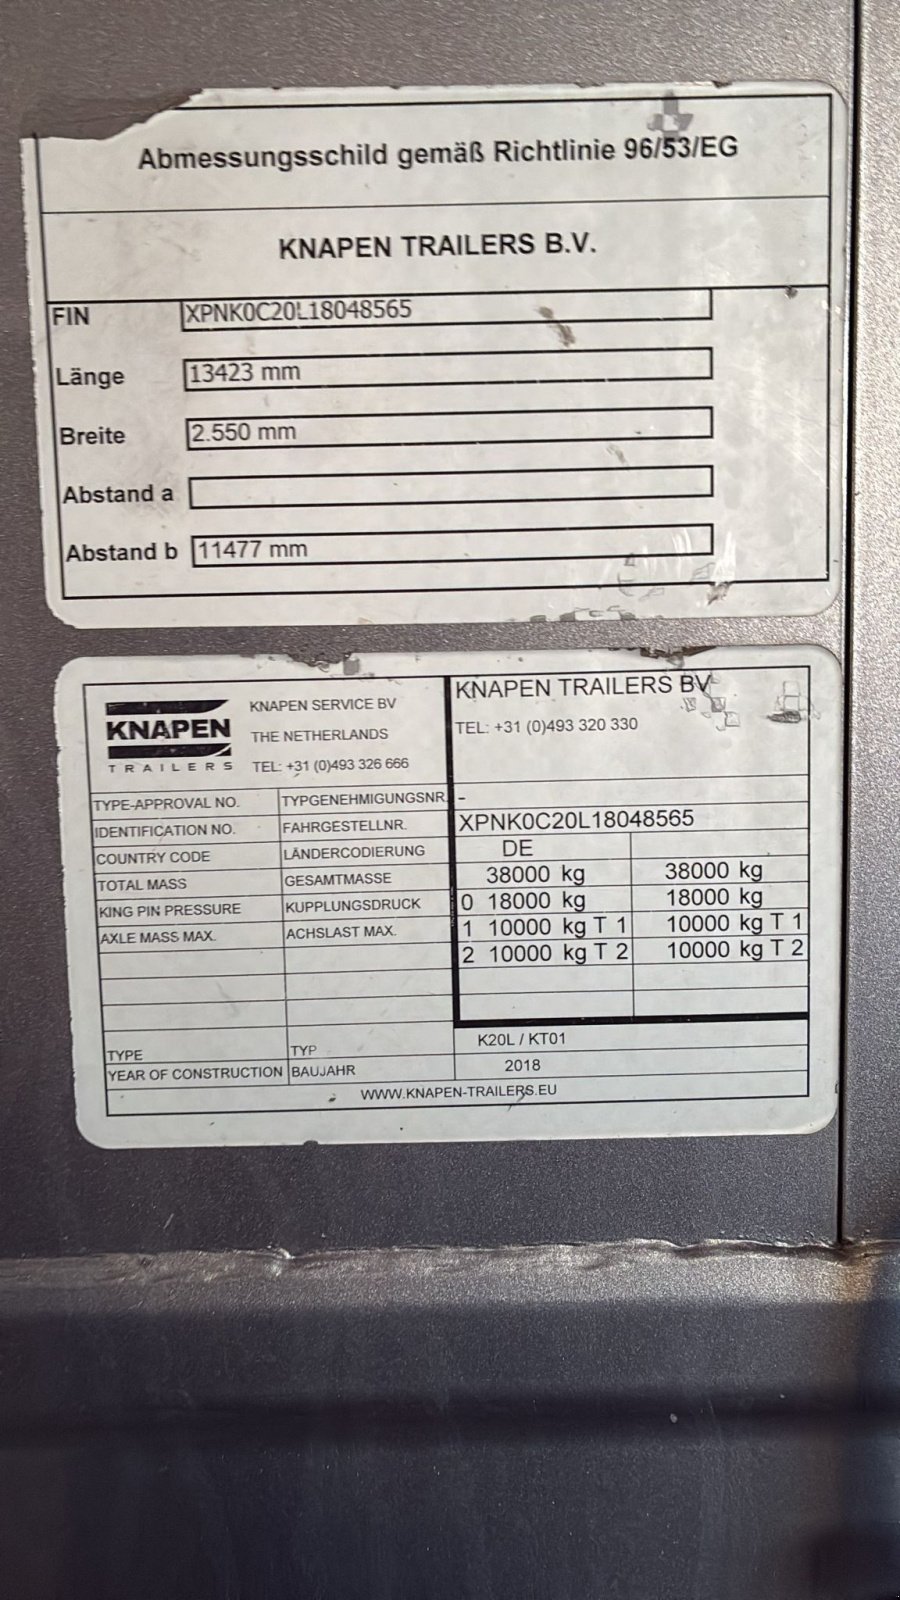 Abmessungsschild gemäß Richtlinie 96/53/EG
KNAPEN TRAILERS B.V.
FIN XPNK0C20L18048565
Länge 13423 mm
Breite 2.550 mm
Abstand a
Abstand b 11477 mm
KNAPEN
TRAILERS
KNAPEN SERVICE BV
THE NETHERLANDS
TEL: +31 (0)493 326 666
KNAPEN TRAILERS BV
TEL: +31 (0)493 320 330
TYPE-APPROVAL NO. TYPGENEHMIGUNGSNR. -
IDENTIFICATION NO. FAHRGESTELLNR. XPNK0C20L18048565
COUNTRY CODE LÄNDERCODIERUNG DE
TOTAL MASS GESAMTMASSE 38000 kg 38000 kg
KING PIN PRESSURE KUPPLUNGSDRUCK 0 18000 kg 18000 kg
AXLE MASS MAX. ACHSLAST MAX. 1 10000 kg T 1 10000 kg T 1
2 10000 kg T 2 10000 kg T 2
TYPE TYP K20L / KT01
YEAR OF CONSTRUCTION BAUJAHR 2018
WWW.KNAPEN-TRAILERS.EU